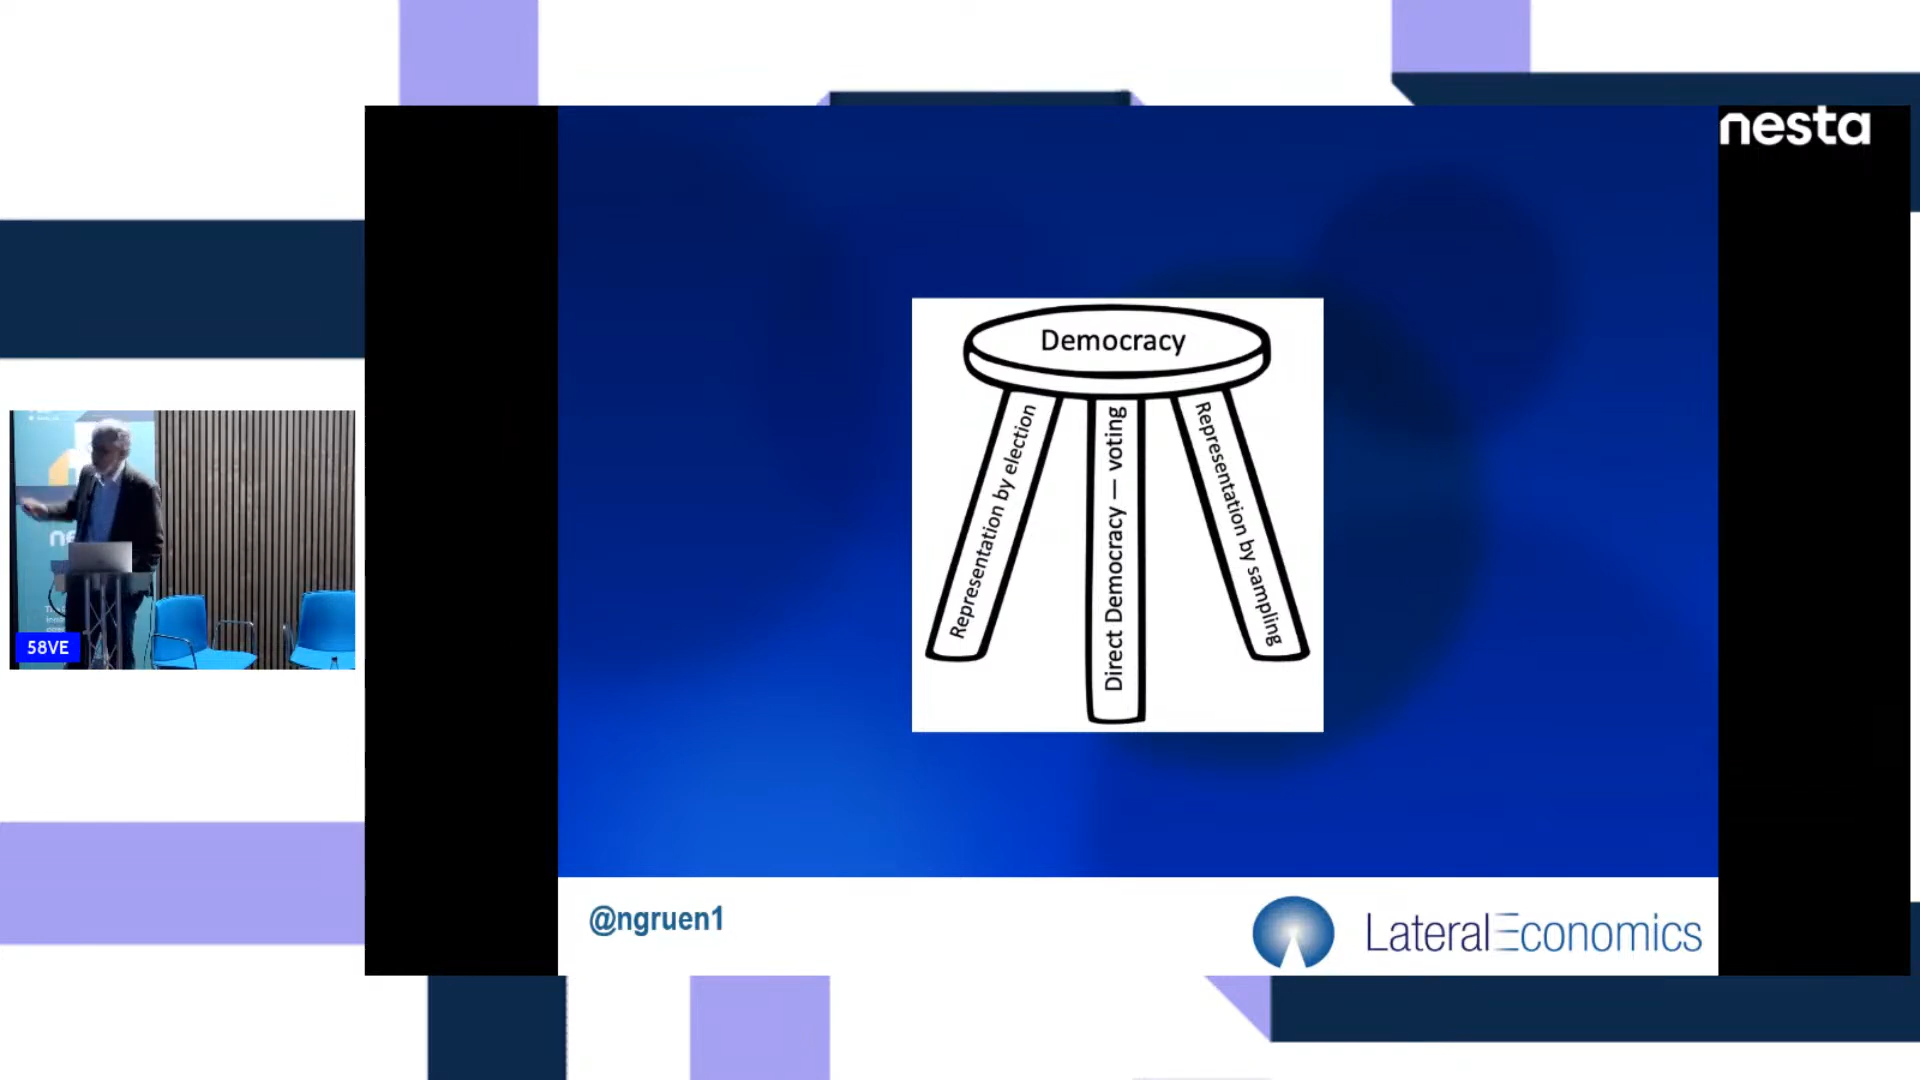 nesta
Democracy
Representation by election
Direct Democracy — voting
Representation by sampling
58VE
@ngruen1
LateralEconomics